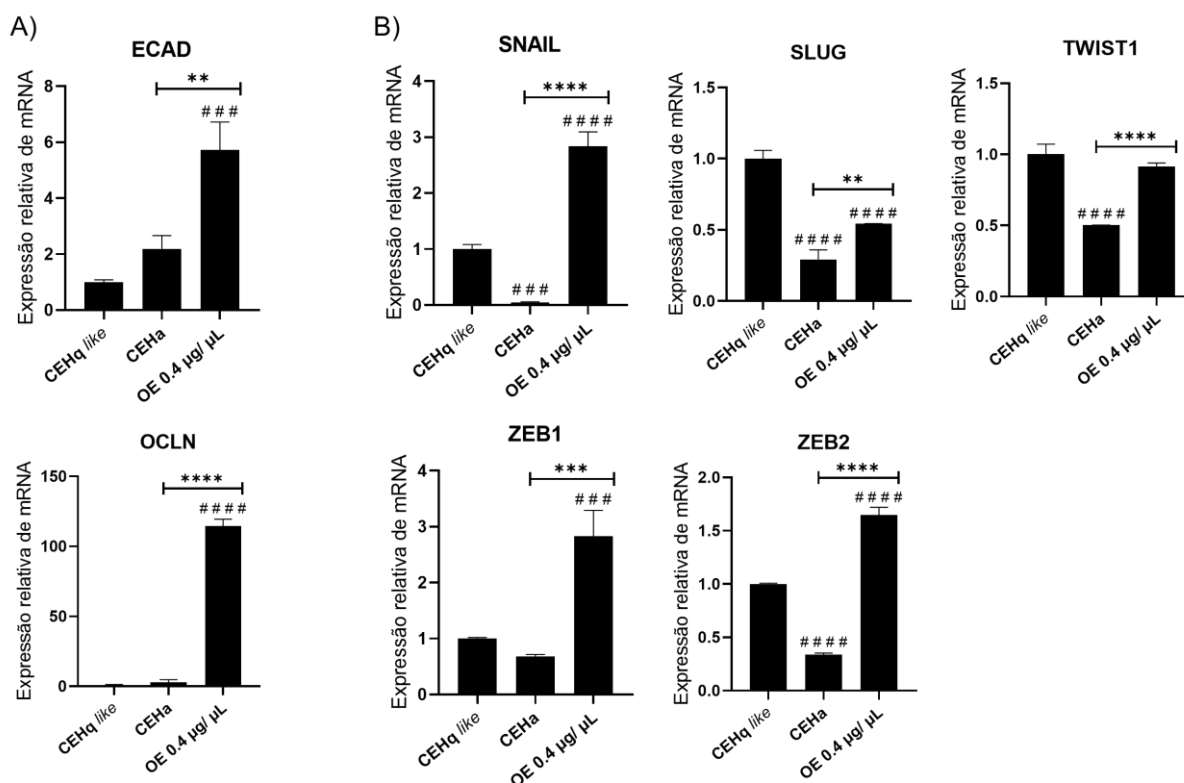 A)
ECAD
Expressão relativa de mRNA
8
6
4
2
0
**
# # #
CEHq like
CEHa
OE 0.4 µg/ µL
OCLN
Expressão relativa de mRNA
150
100
50
0
****
# # # #
CEHq like
CEHa
OE 0.4 µg/ µL
B)
SNAIL
Expressão relativa de mRNA
4
3
2
1
0
****
# # # #
# # #
CEHq like
CEHa
OE 0.4 µg/ µL
SLUG
Expressão relativa de mRNA
1.5
1.0
0.5
0.0
**
# # # #
# # # #
CEHq like
CEHa
OE 0.4 µg/ µL
TWIST1
Expressão relativa de mRNA
1.5
1.0
0.5
0.0
****
# # # #
CEHq like
CEHa
OE 0.4 µg/ µL
ZEB1
Expressão relativa de mRNA
4
3
2
1
0
***
# # #
CEHq like
CEHa
OE 0.4 µg/ µL
ZEB2
Expressão relativa de mRNA
2.0
1.5
1.0
0.5
0.0
****
# # # #
# # # #
CEHq like
CEHa
OE 0.4 µg/ µL